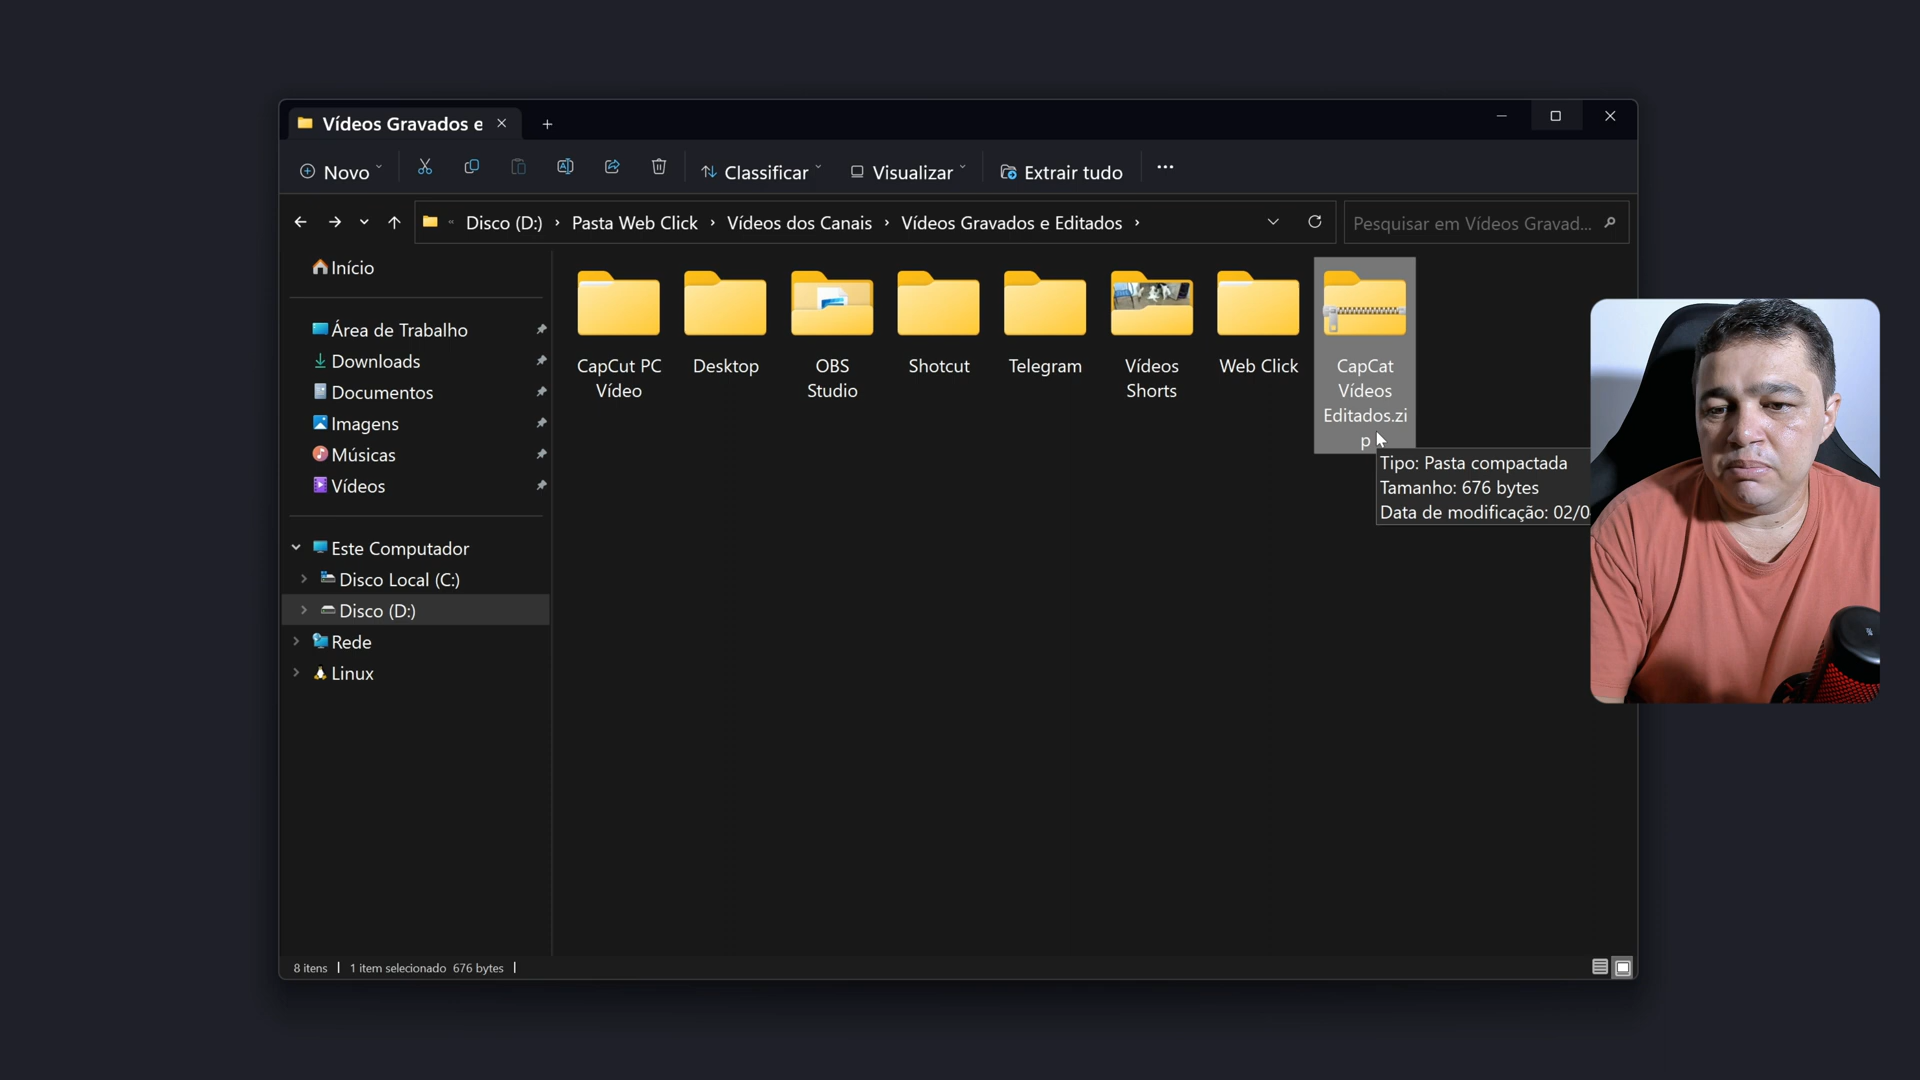 Vídeos Gravados e
Novo
Classificar
Visualizar
Extrair tudo
Disco (D:) › Pasta Web Click › Vídeos dos Canais › Vídeos Gravados e Editados ›
Pesquisar em Vídeos Gravad...
Início
Área de Trabalho
Downloads
Documentos
Imagens
Músicas
Vídeos
Este Computador
Disco Local (C:)
Disco (D:)
Rede
Linux
CapCut PC
Vídeo
Desktop
OBS
Studio
Shotcut
Telegram
Vídeos
Shorts
Web Click
CapCat
Vídeos
Editados.zi
p
Tipo: Pasta compactada
Tamanho: 676 bytes
Data de modificação: 02/0
8 itens
1 item selecionado 676 bytes